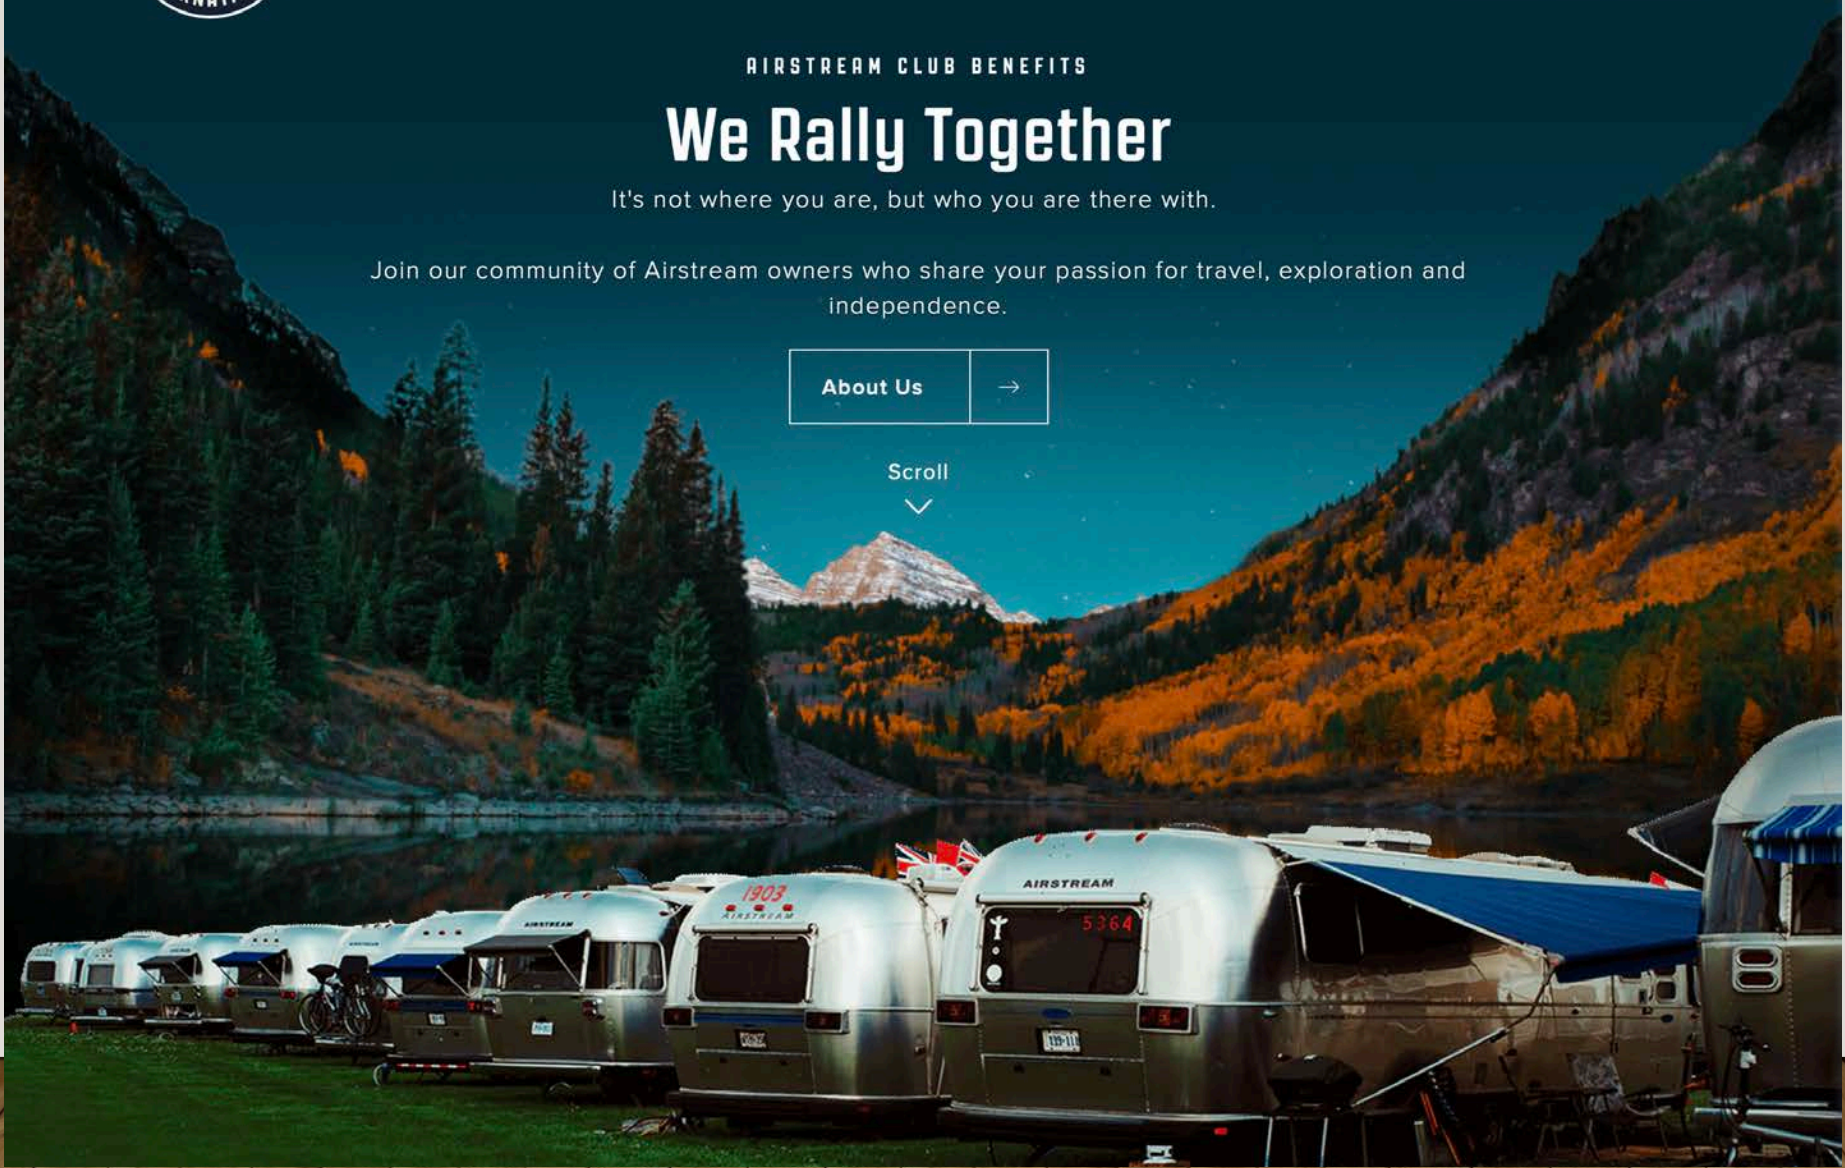 AIRSTREAM CLUB BENEFITS
We Rally Together
It's not where you are, but who you are there with.
Join our community of Airstream owners who share your passion for travel, exploration and
independence.
About Us
Scroll
AIRSTREAM
1903
AIRSTREAM
AIRSTREAM
5364